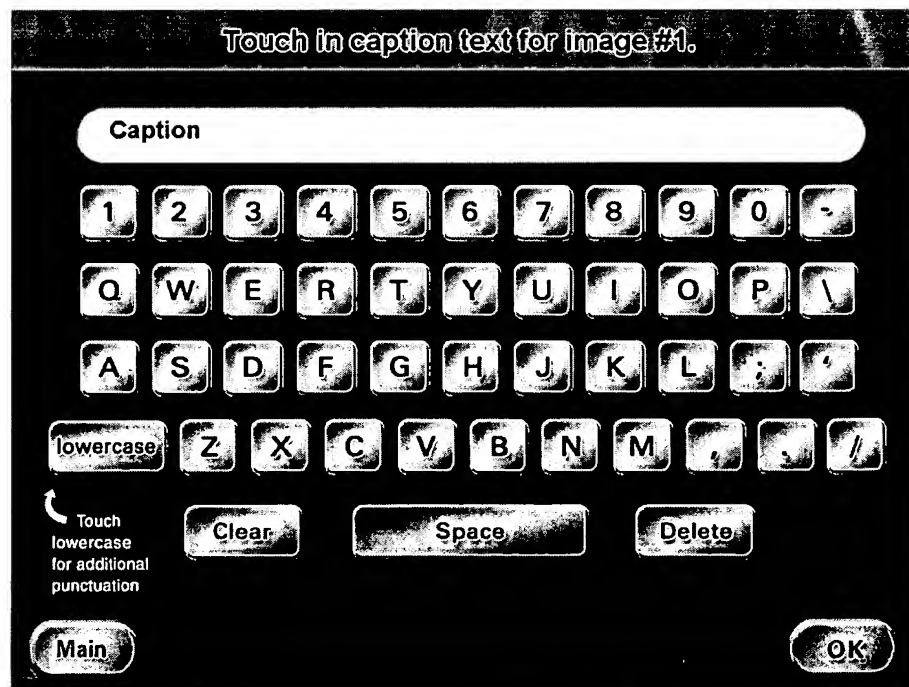 Touch in caption text for image #1.
Caption
1 2 3 4 5 6 7 8 9 0 -
Q W E R T Y U I O P \
A S D F G H J K L ; '
lowercase Z X C V B N M , . /
Clear Space Delete
Touch
lowercase
for additional
punctuation
Main OK